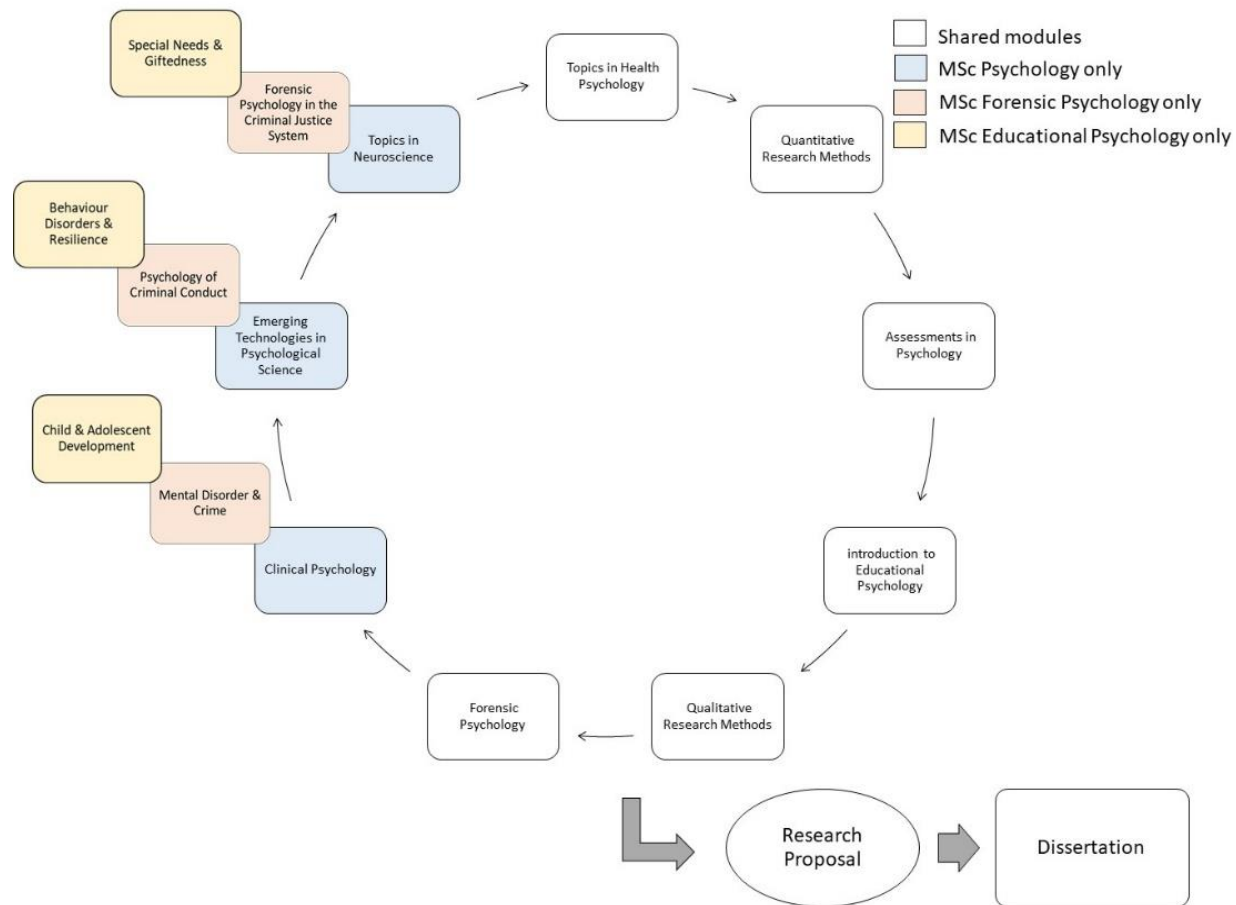 Special Needs &
Giftedness
Forensic
Psychology in the
Criminal Justice
System
Topics in
Neuroscience
Topics in Health
Psychology
Quantitative
Research Methods
Shared modules
MSc Psychology only
MSc Forensic Psychology only
MSc Educational Psychology only
Behaviour
Disorders &
Resilience
Psychology of
Criminal Conduct
Emerging
Technologies in
Psychological
Science
Assessments in
Psychology
Child & Adolescent
Development
Mental Disorder &
Crime
Clinical Psychology
introduction to
Educational
Psychology
Forensic
Psychology
Qualitative
Research Methods
Research
Proposal
Dissertation